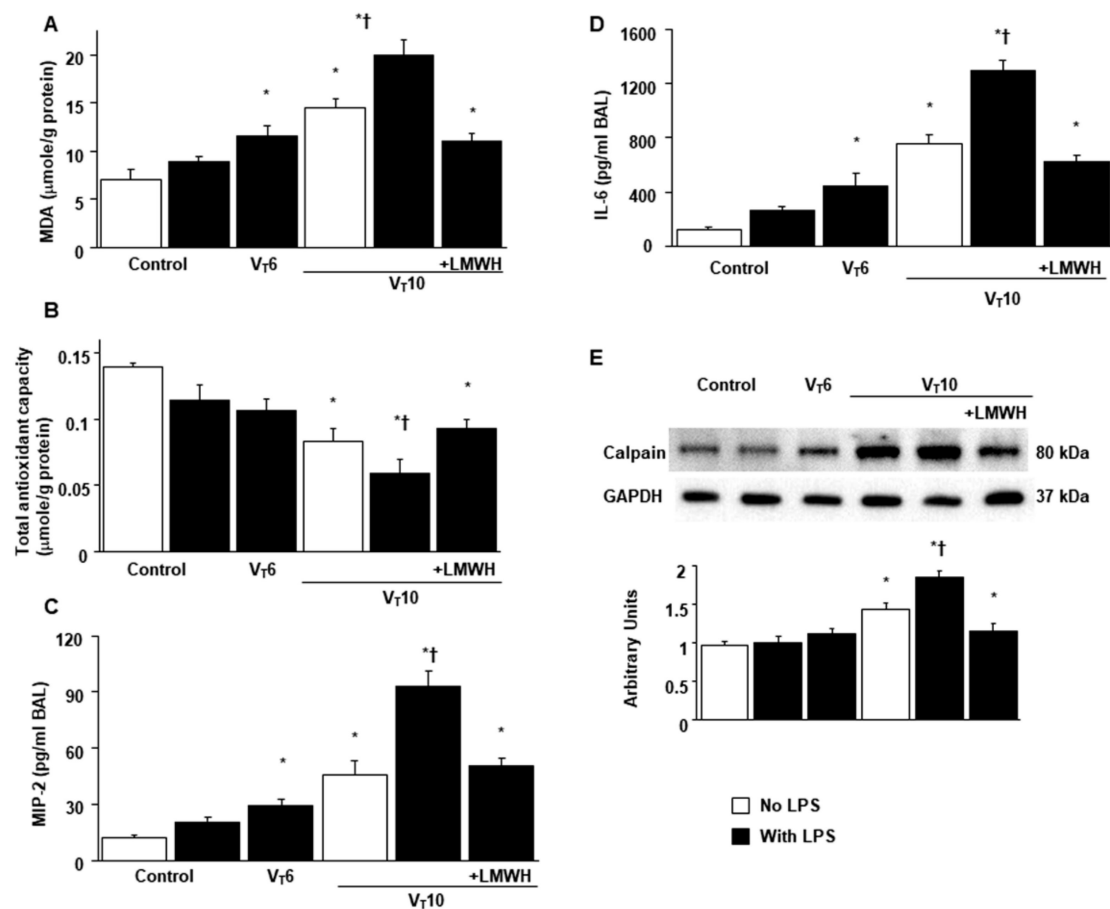 A
MDA (μmole/g protein)
20
15
10
5
0
*
*
*†
*
Control
VT6
+LMWH
VT10
B
Total antioxidant capacity
(μmole/g protein)
0.15
0.1
0.05
0
*
*†
*
Control
VT6
+LMWH
VT10
C
MIP-2 (pg/ml BAL)
120
90
60
30
0
*
*
*†
*
Control
VT6
+LMWH
VT10
D
IL-6 (pg/ml BAL)
1600
1200
800
400
0
*
*
*†
*
Control
VT6
+LMWH
VT10
E
Control
VT6
VT10
+LMWH
Calpain
80 kDa
GAPDH
37 kDa
Arbitrary Units
2
1.5
1
0.5
0
*
*†
*
No LPS
With LPS